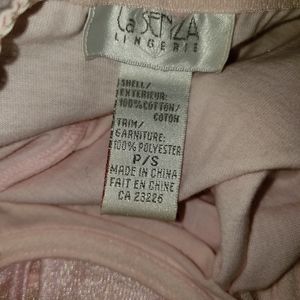 La SENZA
LINGERIE
SHELL/
EXTERIEUR:
100%COTTON/
COTON
TRIM/
GARNITURE:
100% POLYESTER
P/S
MADE IN CHINA
FAIT EN CHINE
CA 23226